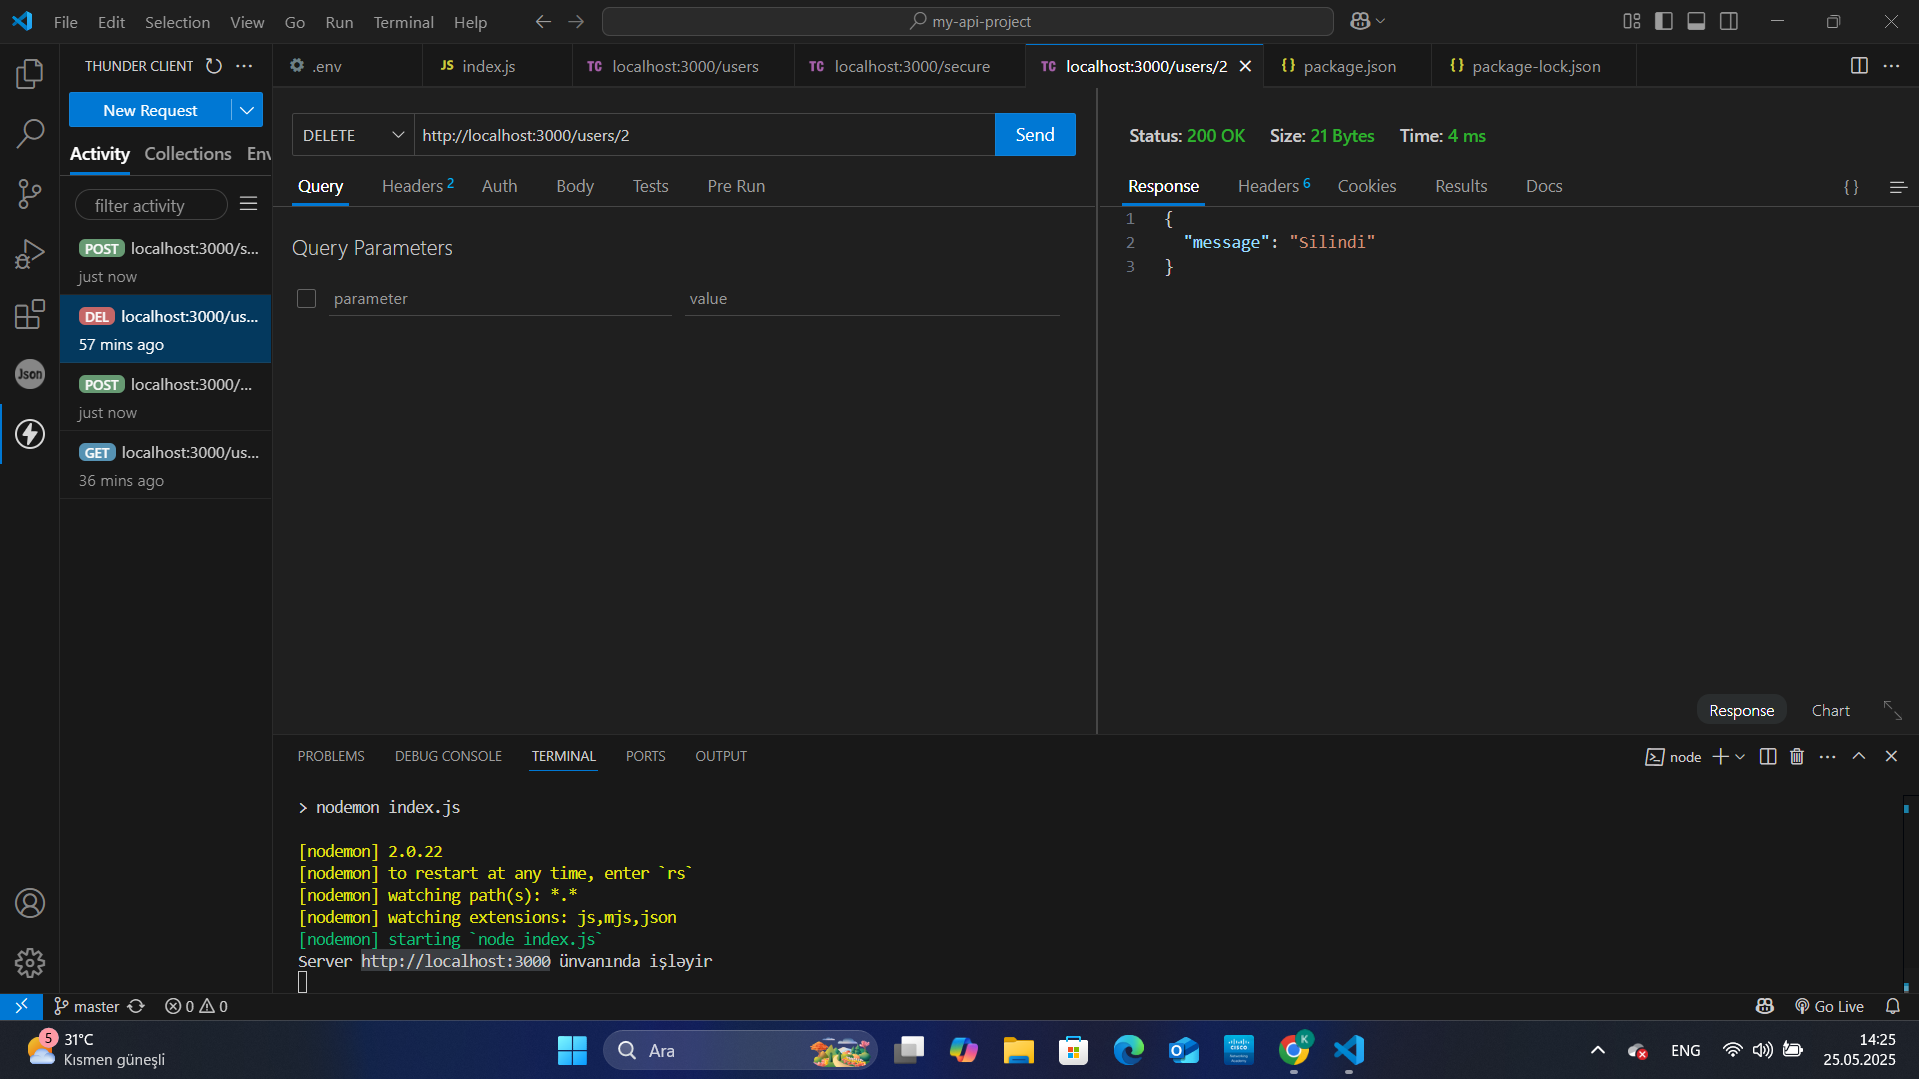 File Edit Selection View Go Run Terminal Help
my-api-project
THUNDER CLIENT
.env
JS index.js
TC localhost:3000/users
TC localhost:3000/secure
TC localhost:3000/users/2
{} package.json
{} package-lock.json
New Request
Activity Collections Env
filter activity
POST localhost:3000/s...
just now
DEL localhost:3000/us...
57 mins ago
POST localhost:3000/...
just now
GET localhost:3000/us...
36 mins ago
Json
DELETE http://localhost:3000/users/2 Send
Query Headers 2 Auth Body Tests Pre Run
Query Parameters
parameter value
Status: 200 OK Size: 21 Bytes Time: 4 ms
Response Headers 6 Cookies Results Docs {}
1 {
2 "message": "Silindi"
3 }
Response Chart
PROBLEMS DEBUG CONSOLE TERMINAL PORTS OUTPUT
node
> nodemon index.js
[nodemon] 2.0.22
[nodemon] to restart at any time, enter `rs`
[nodemon] watching path(s): *.*
[nodemon] watching extensions: js,mjs,json
[nodemon] starting `node index.js`
Server http://localhost:3000 ünvanında işləyir
master 0 0
Go Live
5
31°C
Kısmen güneşli
Ara
K
ENG
14:25
25.05.2025